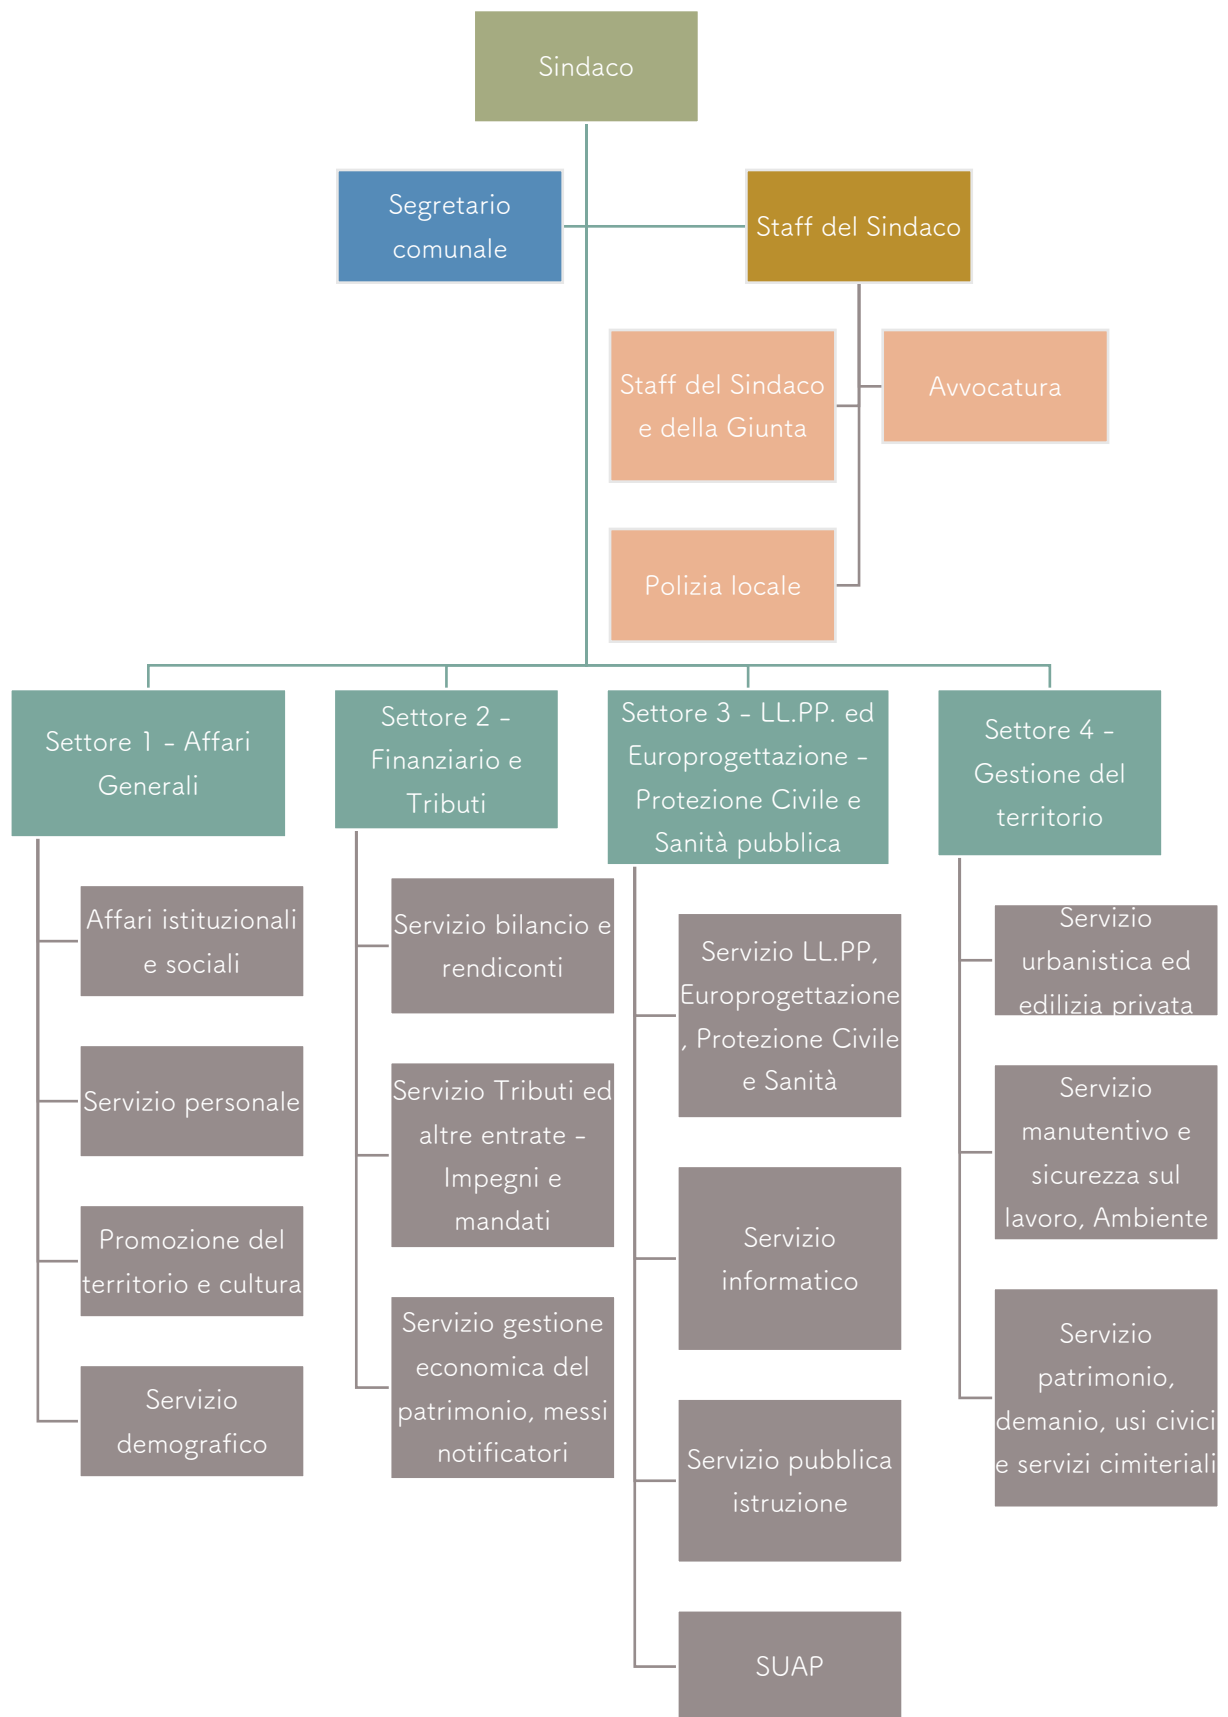 Sindaco
Segretario
comunale
Staff del Sindaco
Staff del Sindaco
e della Giunta
Avvocatura
Polizia locale
Settore 1 - Affari
Generali
Settore 2 -
Finanziario e
Tributi
Settore 3 - LL.PP. ed
Europrogettazione -
Protezione Civile e
Sanità pubblica
Settore 4 -
Gestione del
territorio
Affari istituzionali
e sociali
Servizio personale
Promozione del
territorio e cultura
Servizio
demografico
Servizio bilancio e
rendiconti
Servizio Tributi ed
altre entrate -
Impegni e
mandati
Servizio gestione
economica del
patrimonio, messi
notificatori
Servizio LL.PP,
Europrogettazione
, Protezione Civile
e Sanità
Servizio
informatico
Servizio pubblica
istruzione
SUAP
Servizio
urbanistica ed
edilizia privata
Servizio
manutentivo e
sicurezza sul
lavoro, Ambiente
Servizio
patrimonio,
demanio, usi civici
e servizi cimiteriali